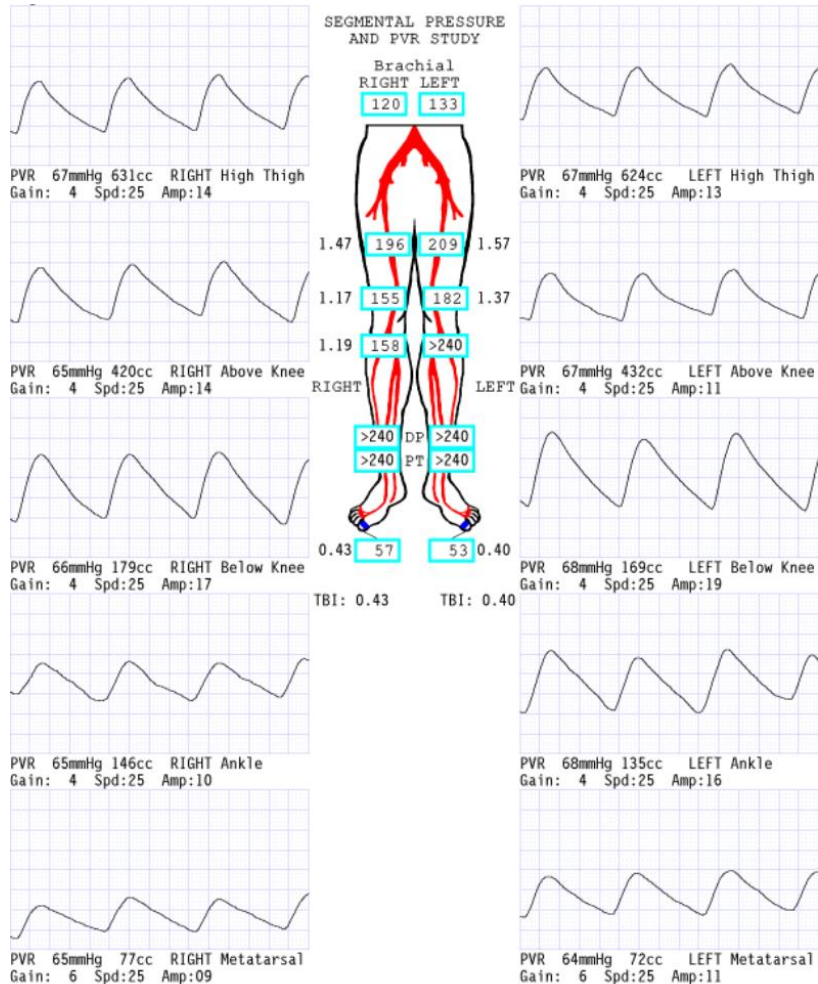 SEGMENTAL PRESSURE
AND PVR STUDY
Brachial
RIGHT LEFT
120 133
PVR 67mmHg 631cc RIGHT High Thigh
Gain: 4 Spd:25 Amp:14
PVR 67mmHg 624cc LEFT High Thigh
Gain: 4 Spd:25 Amp:13
1.47 196 209 1.57
1.17 155 182 1.37
1.19 158 >240
PVR 65mmHg 420cc RIGHT Above Knee
Gain: 4 Spd:25 Amp:14
RIGHT LEFT
PVR 67mmHg 432cc LEFT Above Knee
Gain: 4 Spd:25 Amp:11
>240 DP >240
>240 PT >240
0.43 57 53 0.40
PVR 66mmHg 179cc RIGHT Below Knee
Gain: 4 Spd:25 Amp:17
PVR 68mmHg 169cc LEFT Below Knee
Gain: 4 Spd:25 Amp:19
TBI: 0.43 TBI: 0.40
PVR 65mmHg 146cc RIGHT Ankle
Gain: 4 Spd:25 Amp:10
PVR 68mmHg 135cc LEFT Ankle
Gain: 4 Spd:25 Amp:16
PVR 65mmHg 77cc RIGHT Metatarsal
Gain: 6 Spd:25 Amp:09
PVR 64mmHg 72cc LEFT Metatarsal
Gain: 6 Spd:25 Amp:11